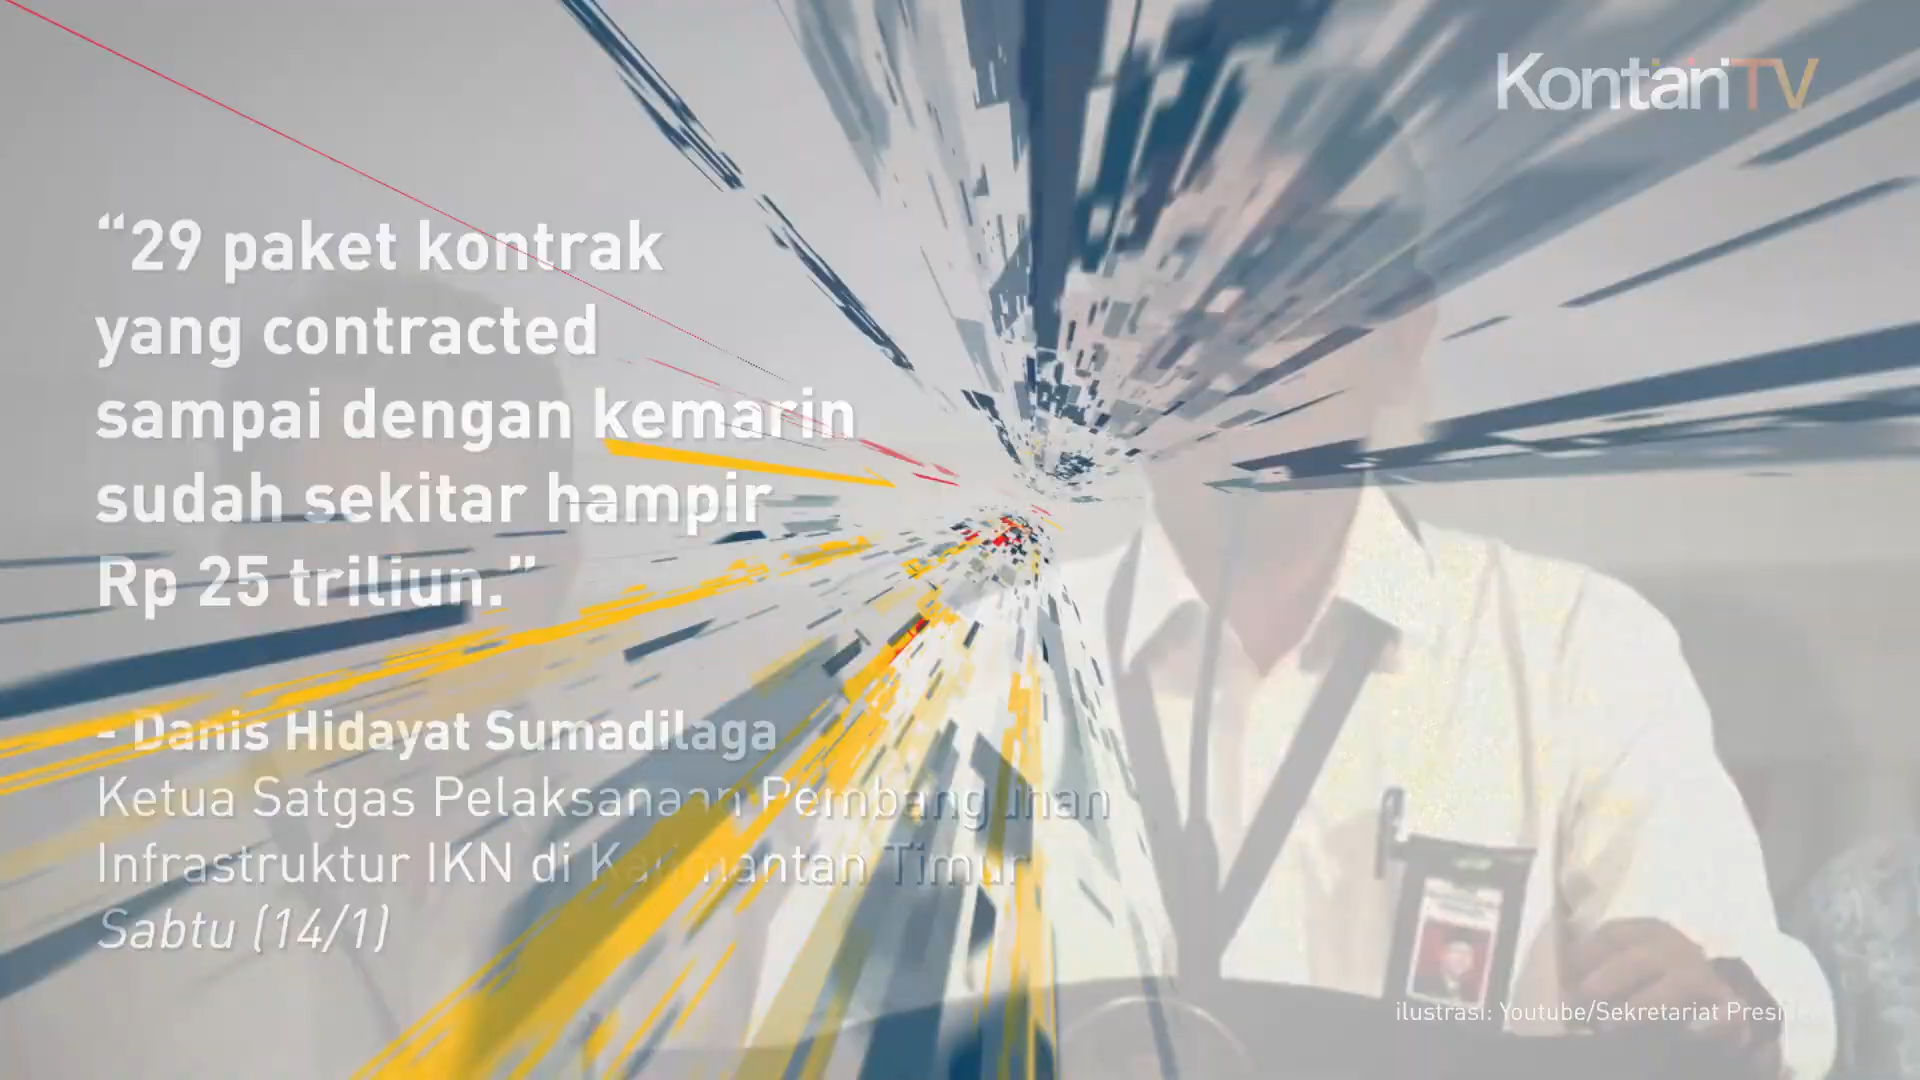 KontanTV
“29 paket kontrak
yang contracted
sampai dengan kemarin
sudah sekitar hampir
Rp 25 triliun.”
- Danis Hidayat Sumadilaga
Ketua Satgas Pelaksanaan Pembangunan
Infrastruktur IKN di Kalimantan Timur
Sabtu (14/1)
ilustrasi: Youtube/Sekretariat Presiden